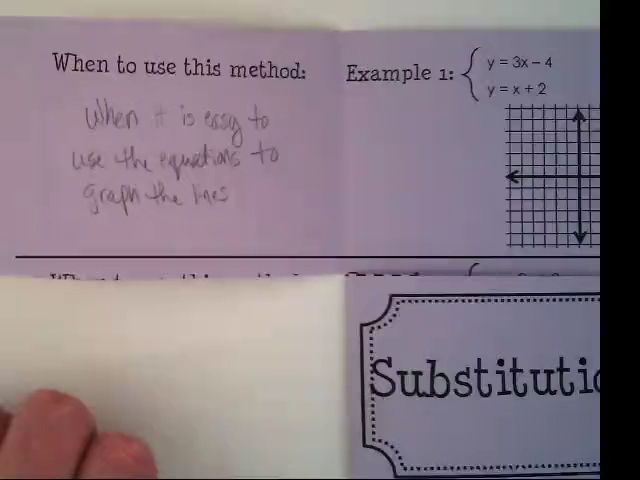 When to use this method:
When it is easy to
use the equations to
graph the lines
Example 1:
y = 3x – 4
y = x + 2
Substitutio